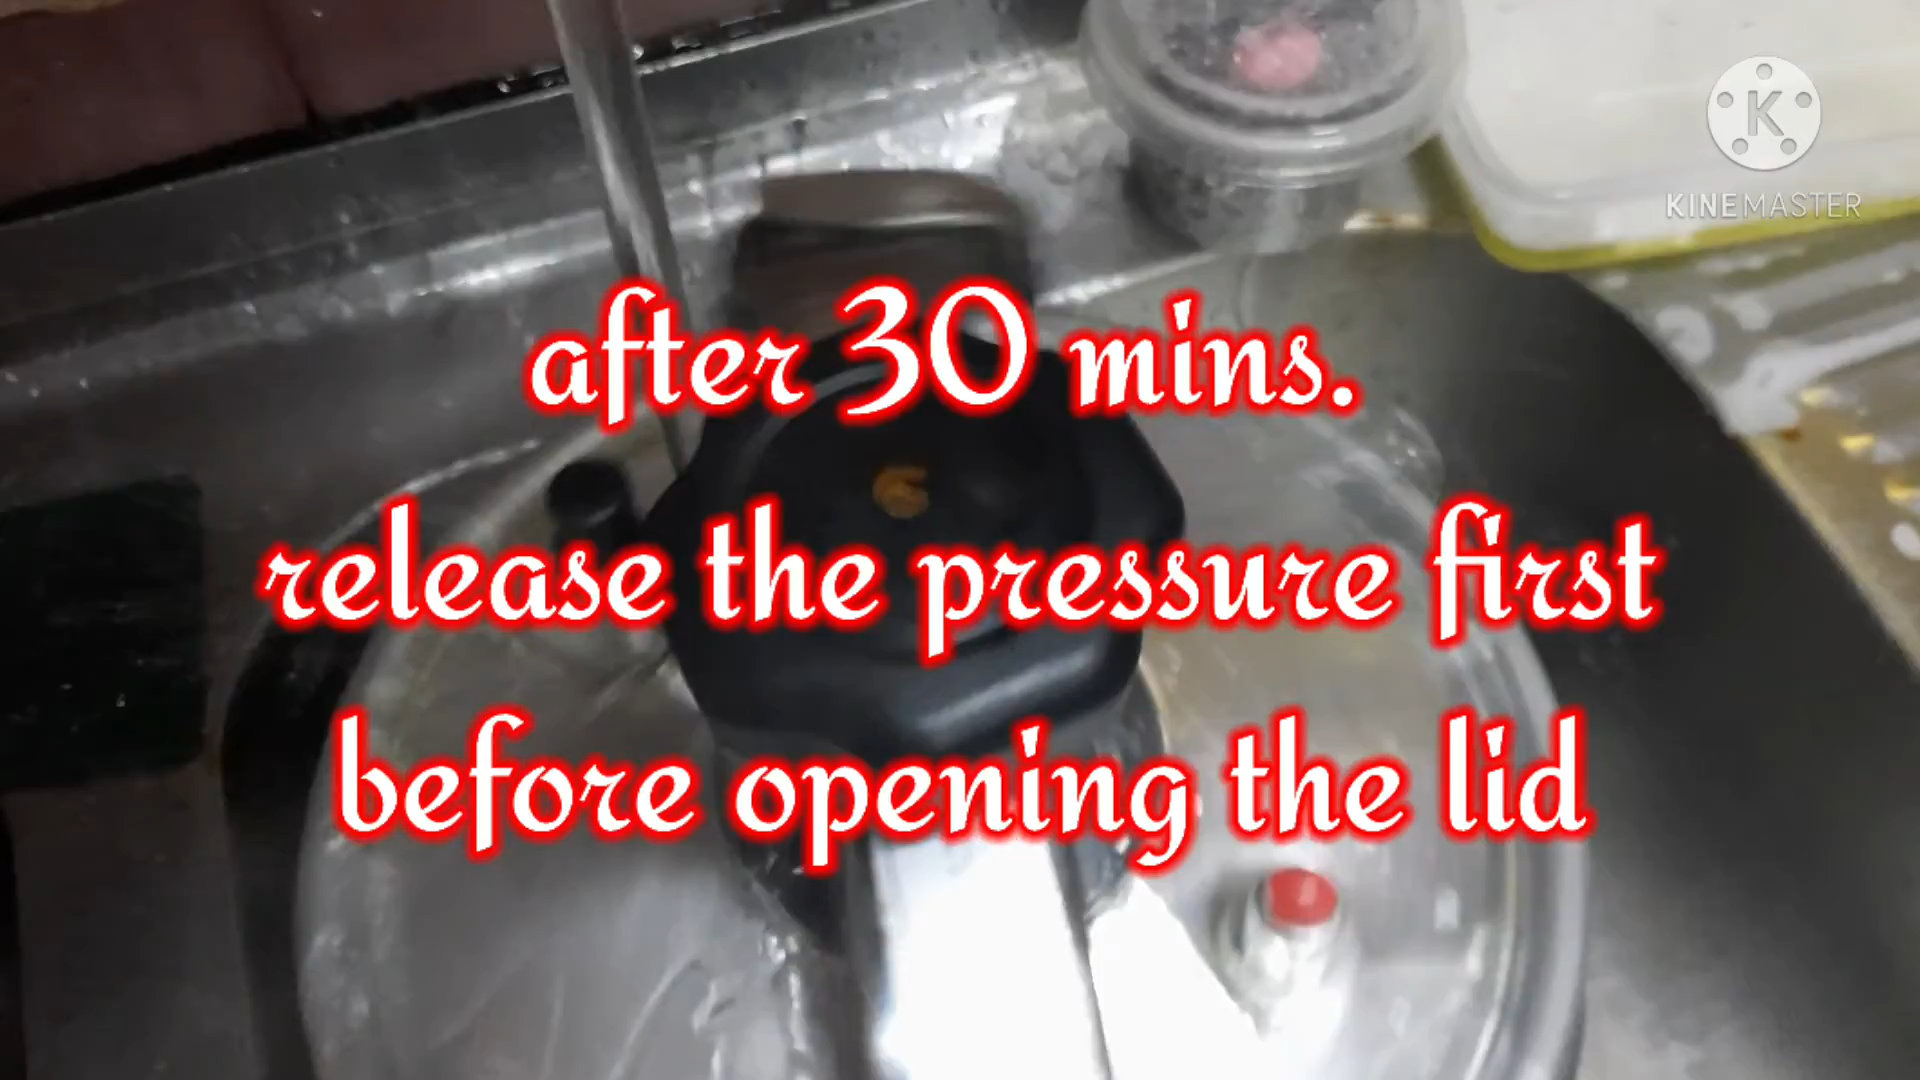 K
KINEMASTER
after 30 mins.
release the pressure first
before opening the lid